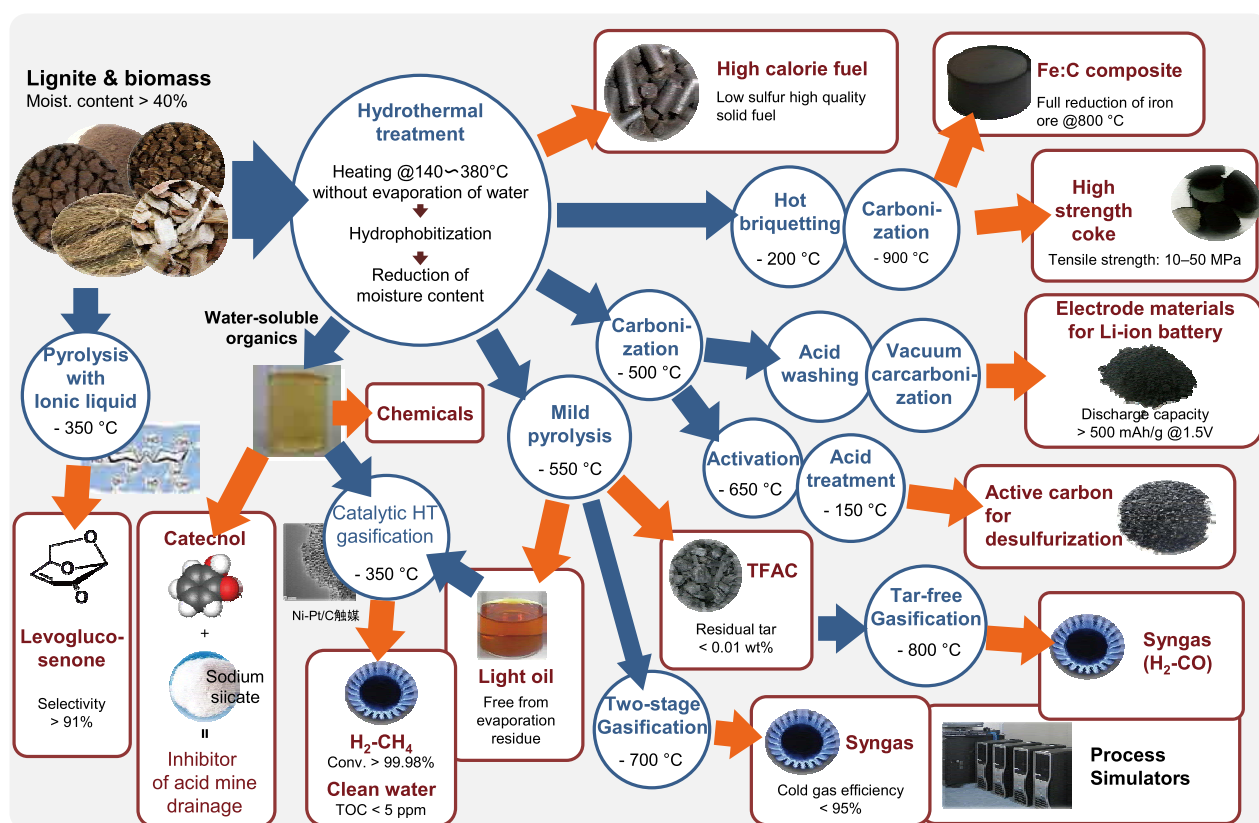 Lignite & biomass
Moist. content > 40%
Hydrothermal
treatment
Heating @140∽380°C
without evaporation of water
Hydrophobitization
Reduction of
moisture content
High calorie fuel
Low sulfur high quality
solid fuel
Fe:C composite
Full reduction of iron
ore @800 °C
Hot
briquetting
- 200 °C
Carboni-
zation
- 900 °C
High
strength
coke
Tensile strength: 10–50 MPa
Water-soluble
organics
Pyrolysis
with
Ionic liquid
- 350 °C
Chemicals
Carboni-
zation
- 500 °C
Acid
washing
Vacuum
carcarboni-
zation
Electrode materials
for Li-ion battery
Discharge capacity
> 500 mAh/g @1.5V
Mild
pyrolysis
- 550 °C
Activation
- 650 °C
Acid
treatment
- 150 °C
Active carbon
for
desulfurization
Catalytic HT
gasification
- 350 °C
Ni-Pt/C触媒
O
O
O
Levogluco-
senone
Selectivity
> 91%
Catechol
+
Sodium
siicate
=
Inhibitor
of acid mine
drainage
H2-CH4
Conv. > 99.98%
Clean water
TOC < 5 ppm
Light oil
Free from
evaporation
residue
TFAC
Residual tar
< 0.01 wt%
Tar-free
Gasification
- 800 °C
Syngas
(H2-CO)
Two-stage
Gasification
- 700 °C
Syngas
Cold gas efficiency
< 95%
Process
Simulators